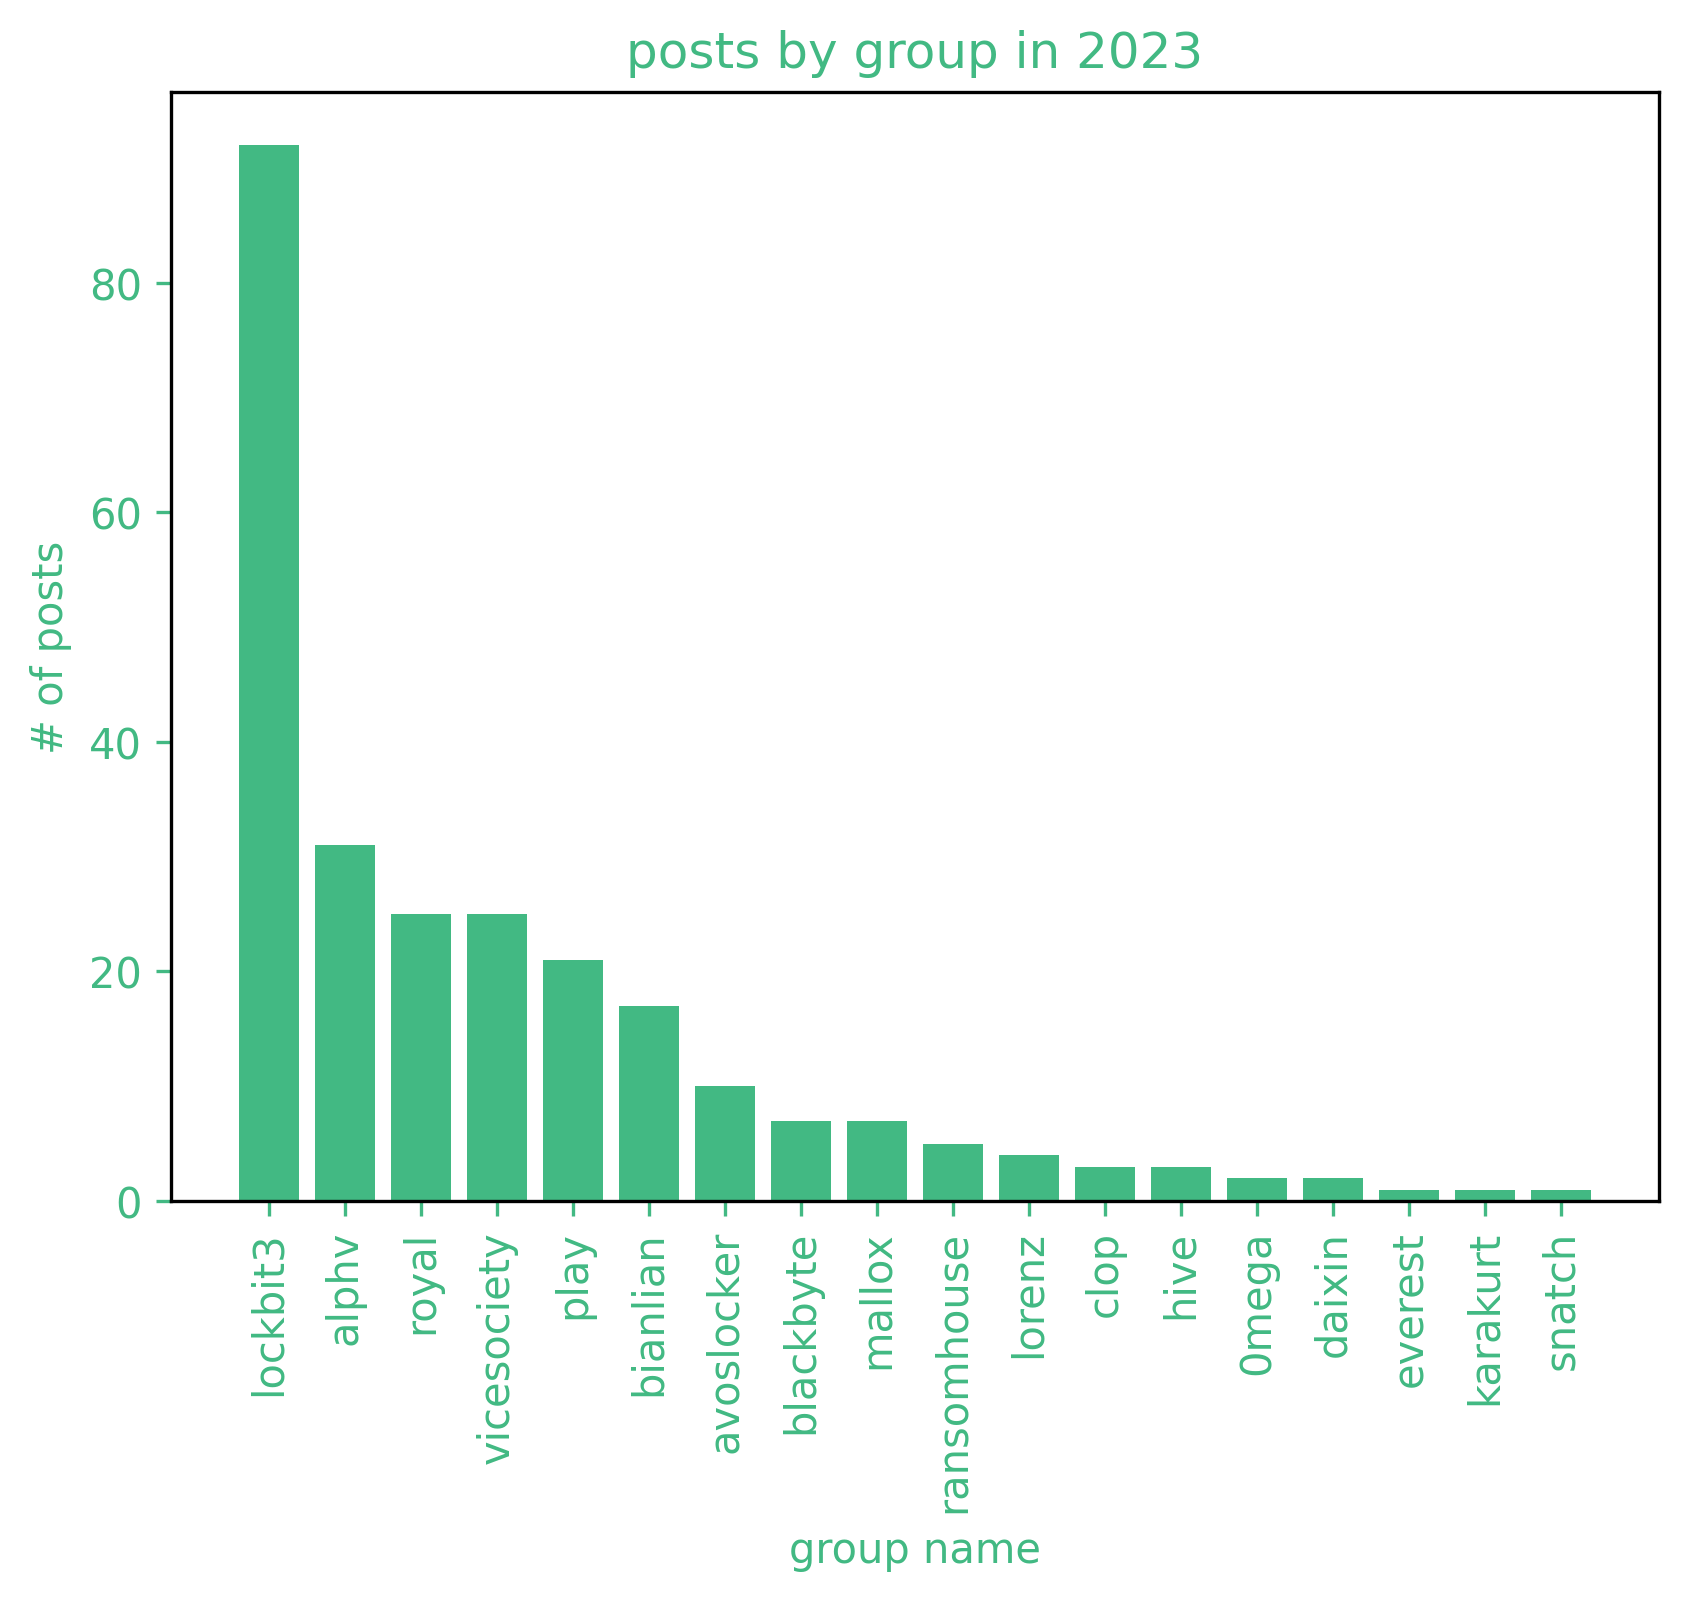 posts by group in 2023
# of posts
80
60
40
20
0
lockbit3
alphv
royal
vicesociety
play
bianlian
avoslocker
blackbyte
mallox
ransomhouse
lorenz
clop
hive
0mega
daixin
everest
karakurt
snatch
group name